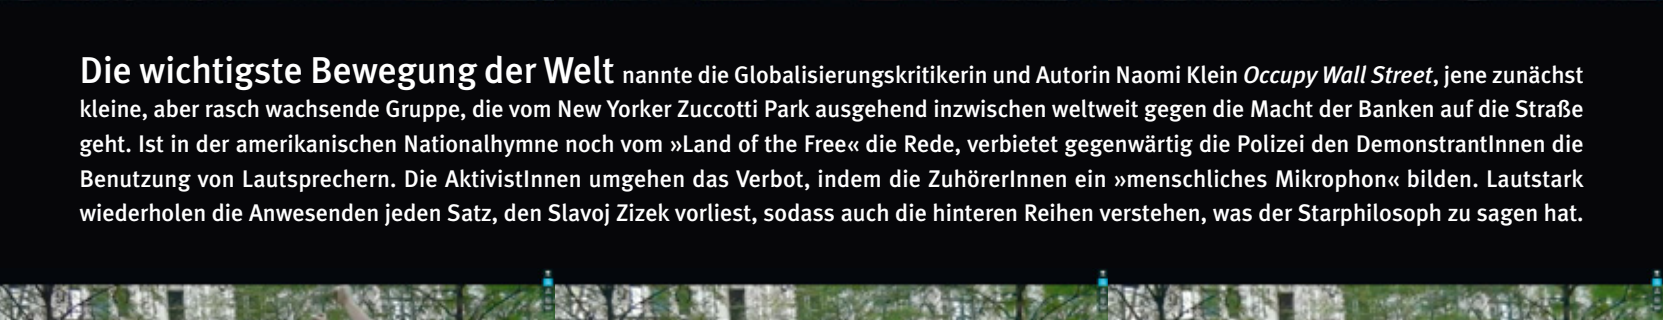 Die wichtigste Bewegung der Welt nannte die Globalisierungskritikerin und Autorin Naomi Klein Occupy Wall Street, jene zunächst
kleine, aber rasch wachsende Gruppe, die vom New Yorker Zuccotti Park ausgehend inzwischen weltweit gegen die Macht der Banken auf die Straße
geht. Ist in der amerikanischen Nationalhymne noch vom »Land of the Free« die Rede, verbietet gegenwärtig die Polizei den DemonstrantInnen die
Benutzung von Lautsprechern. Die AktivistInnen umgehen das Verbot, indem die ZuhörerInnen ein »menschliches Mikrophon« bilden. Lautstark
wiederholen die Anwesenden jeden Satz, den Slavoj Zizek vorliest, sodass auch die hinteren Reihen verstehen, was der Starphilosoph zu sagen hat.